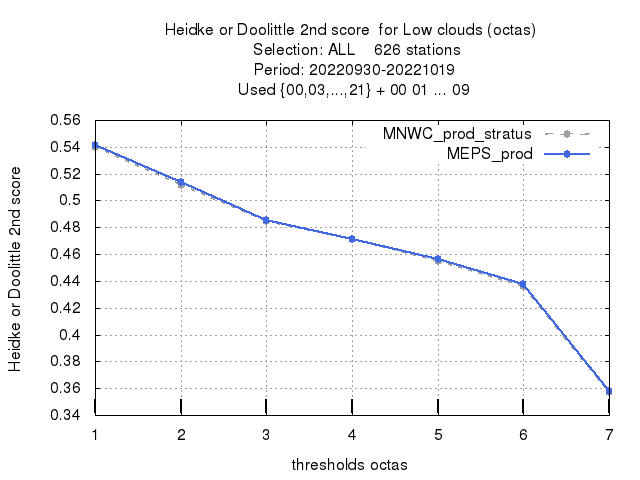 Heidke or Doolittle 2nd score  for Low clouds (octas)
Selection: ALL    626 stations
Period: 20220930-20221019
Used {00,03,...,21} + 00 01 ... 09
MNWC_prod_stratus
MEPS_prod
Heidke or Doolittle 2nd score
0.56
0.54
0.52
0.5
0.48
0.46
0.44
0.42
0.4
0.38
0.36
0.34
1 2 3 4 5 6 7
thresholds octas